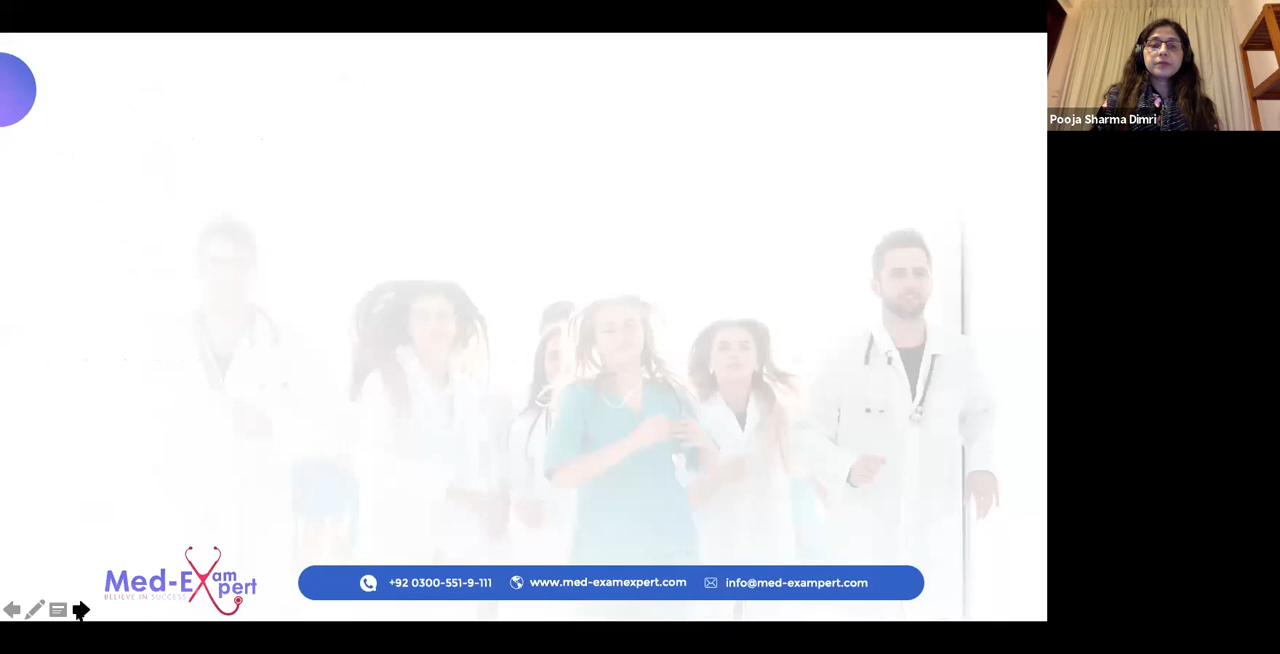 Pooja Sharma Dimri
Med-Exam
pert
BELIEVE IN SUCCESS
+92 0300-551-9-111
www.med-examexpert.com
info@med-exampert.com